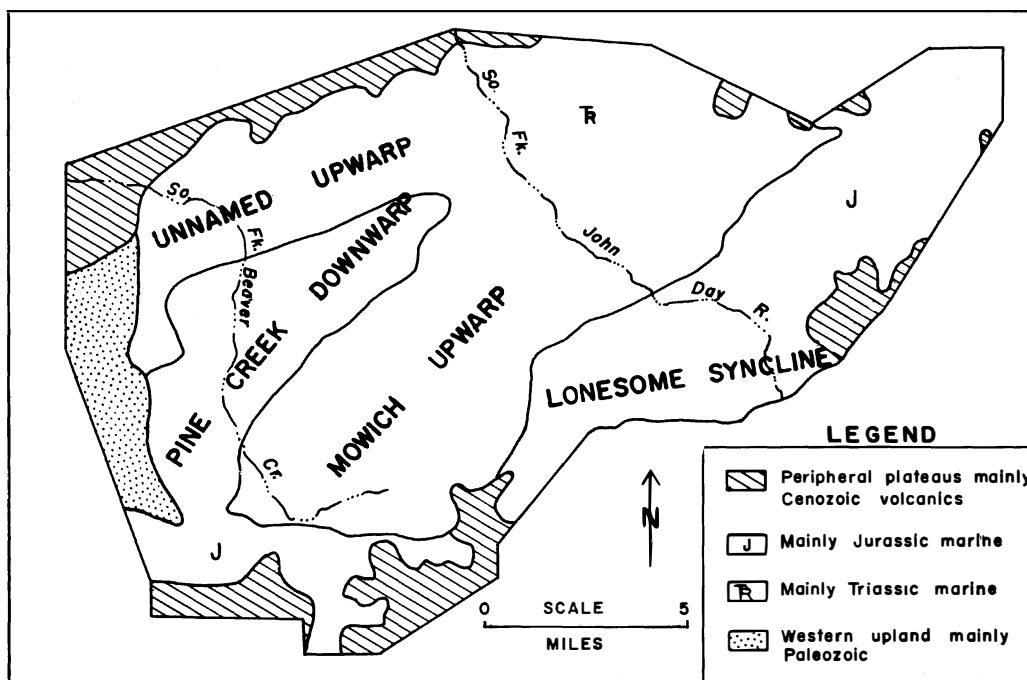 So. Fk. John Day R.
TR
J
UNNAMED UPWARP
So. Fk. Beaver Cr.
PINE CREEK DOWNWARP
MOWICH UPWARP
LONESOME SYNCLINE
J
N
0 SCALE 5
MILES
LEGEND
Peripheral plateaus mainly
Cenozoic volcanics
J Mainly Jurassic marine
TR Mainly Triassic marine
Western upland mainly
Paleozoic